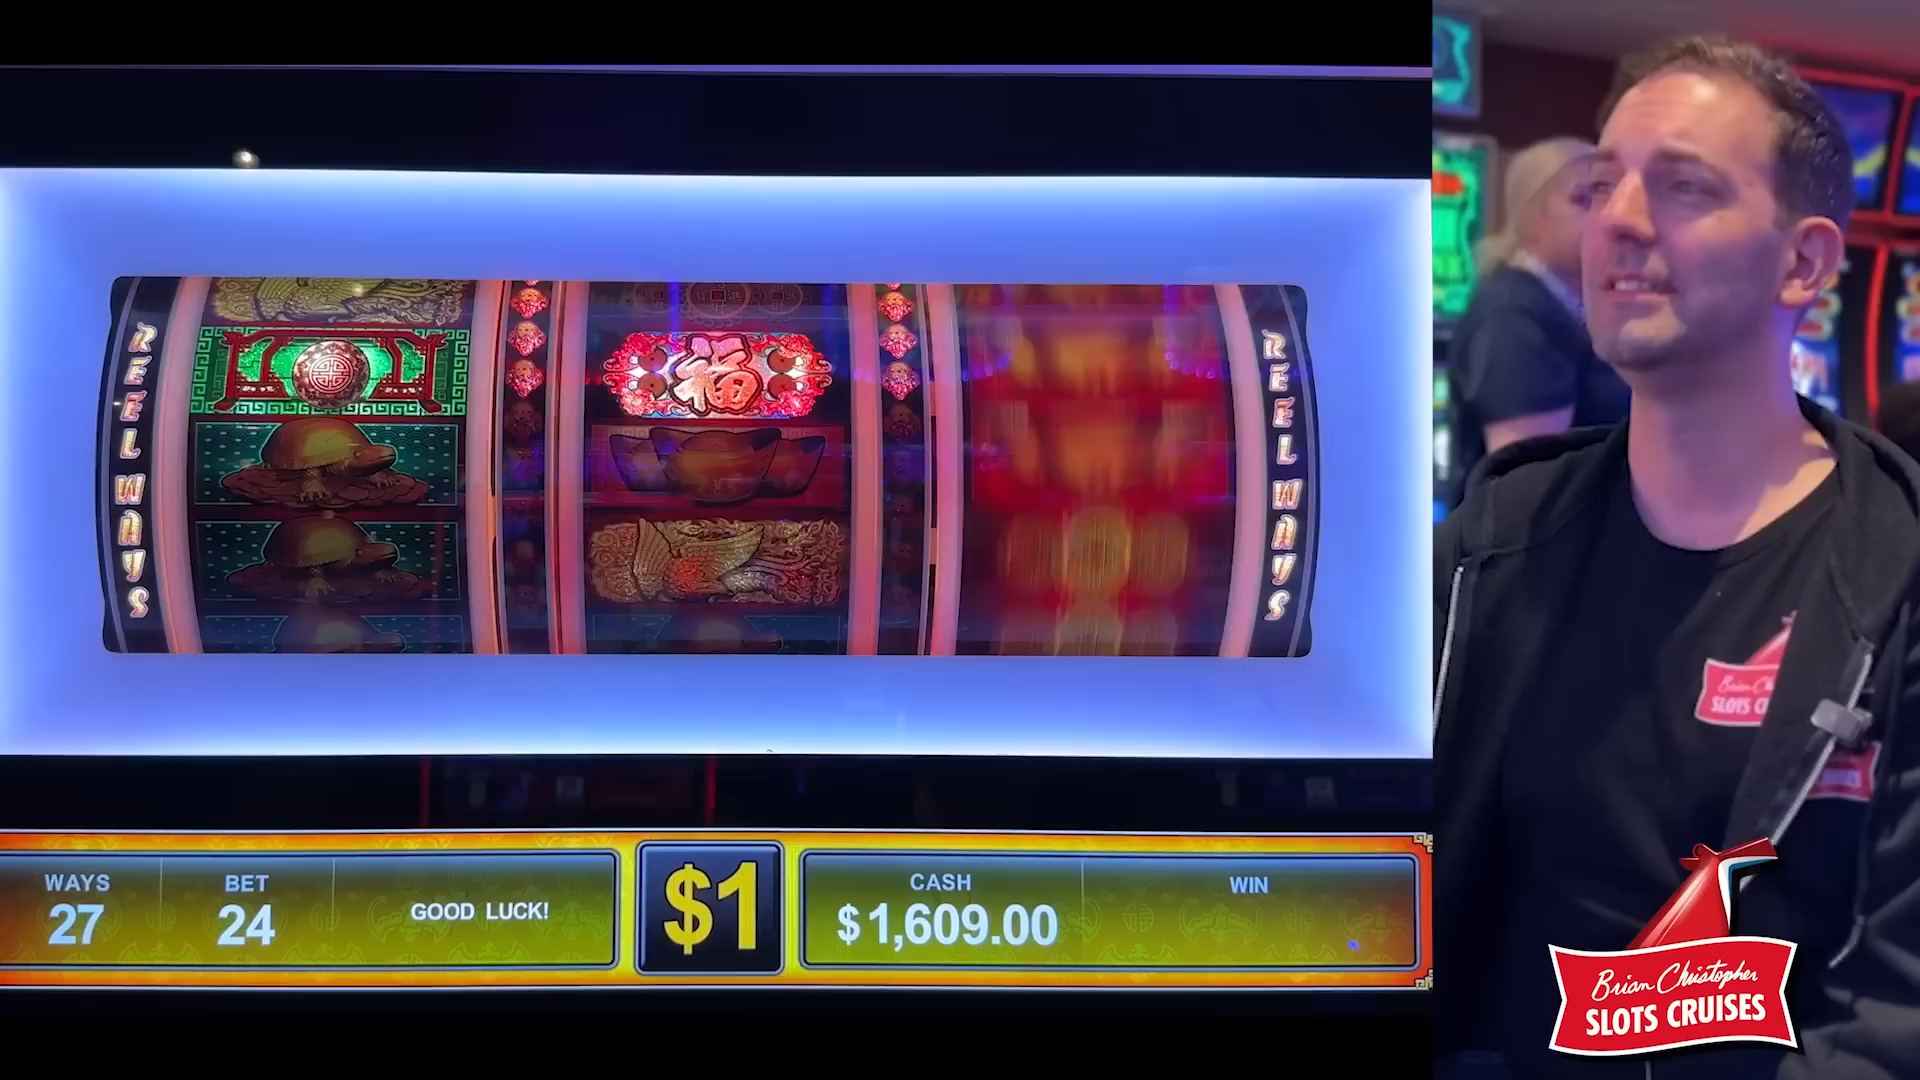 REEL WAYS
福
REEL WAYS
WAYS
27
BET
24
GOOD LUCK!
$1
CASH
$1,609.00
WIN
SLOTS
Brian Christopher
SLOTS CRUISES